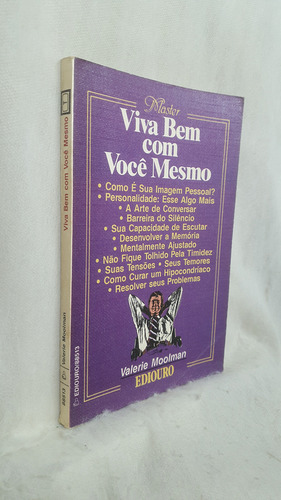 Master
Viva Bem
com
Você Mesmo
• Como É Sua Imagem Pessoal?
• Personalidade: Esse Algo Mais
• A Arte de Conversar
• Barreira do Silêncio
• Sua Capacidade de Escutar
• Desenvolver a Memória
• Mentalmente Ajustado
• Não Fique Tolhido Pela Timidez
• Suas Tensões • Seus Temores
• Como Curar um Hipocondríaco
• Resolver seus Problemas
Valerie Moolman
EDIOURO
Viva Bem com Você Mesmo
Valerie Moolman
88513
EDIOURO/88513